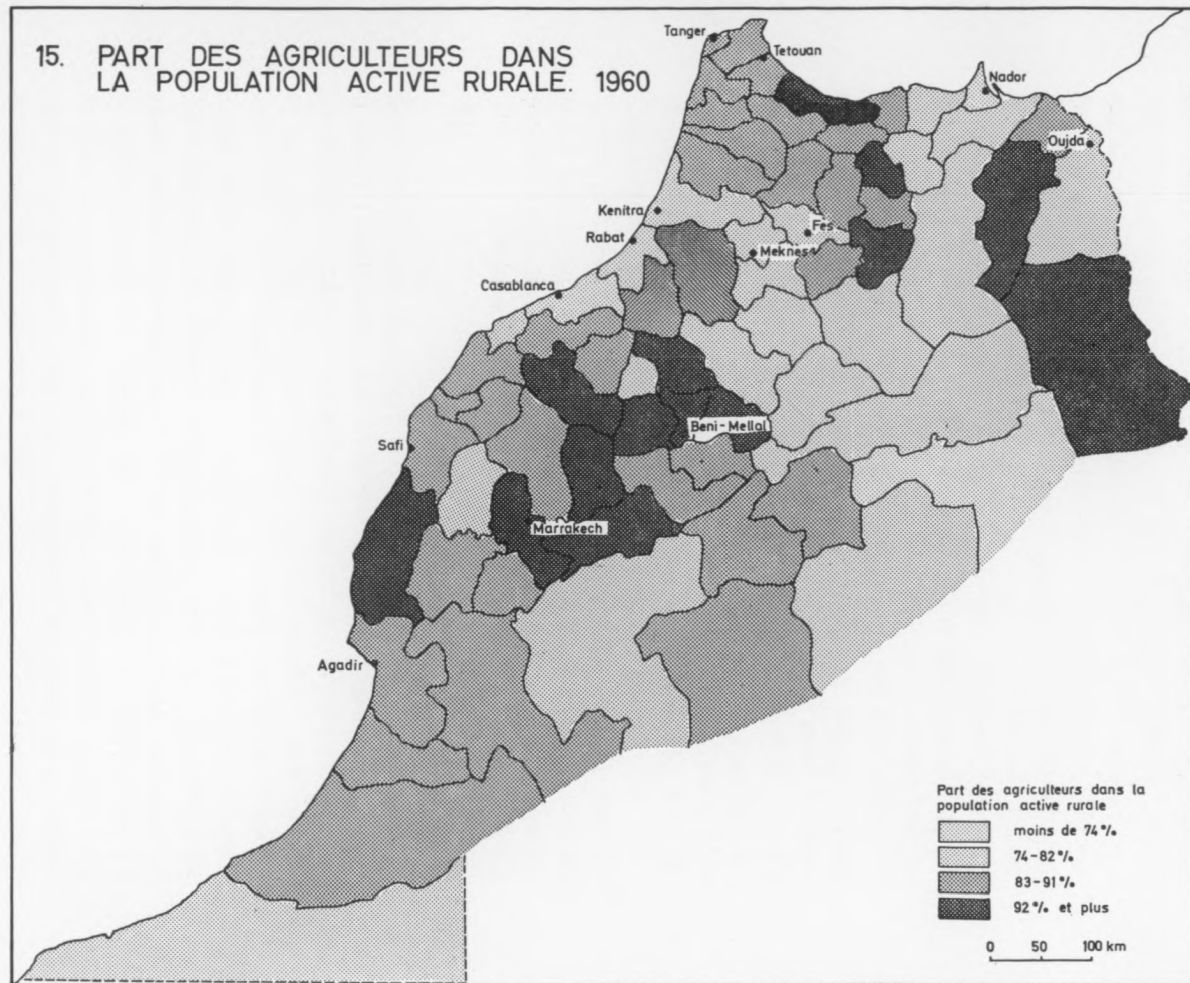 15. PART DES AGRICULTEURS DANS
LA POPULATION ACTIVE RURALE. 1960
Tanger
Tetouan
Nador
Oujda
Kenitra
Fès
Rabat
Meknès
Casablanca
Beni-Mellal
Safi
Marrakech
Agadir
Part des agriculteurs dans la
population active rurale
moins de 74%
74-82%
83-91%
92% et plus
0 50 100 km